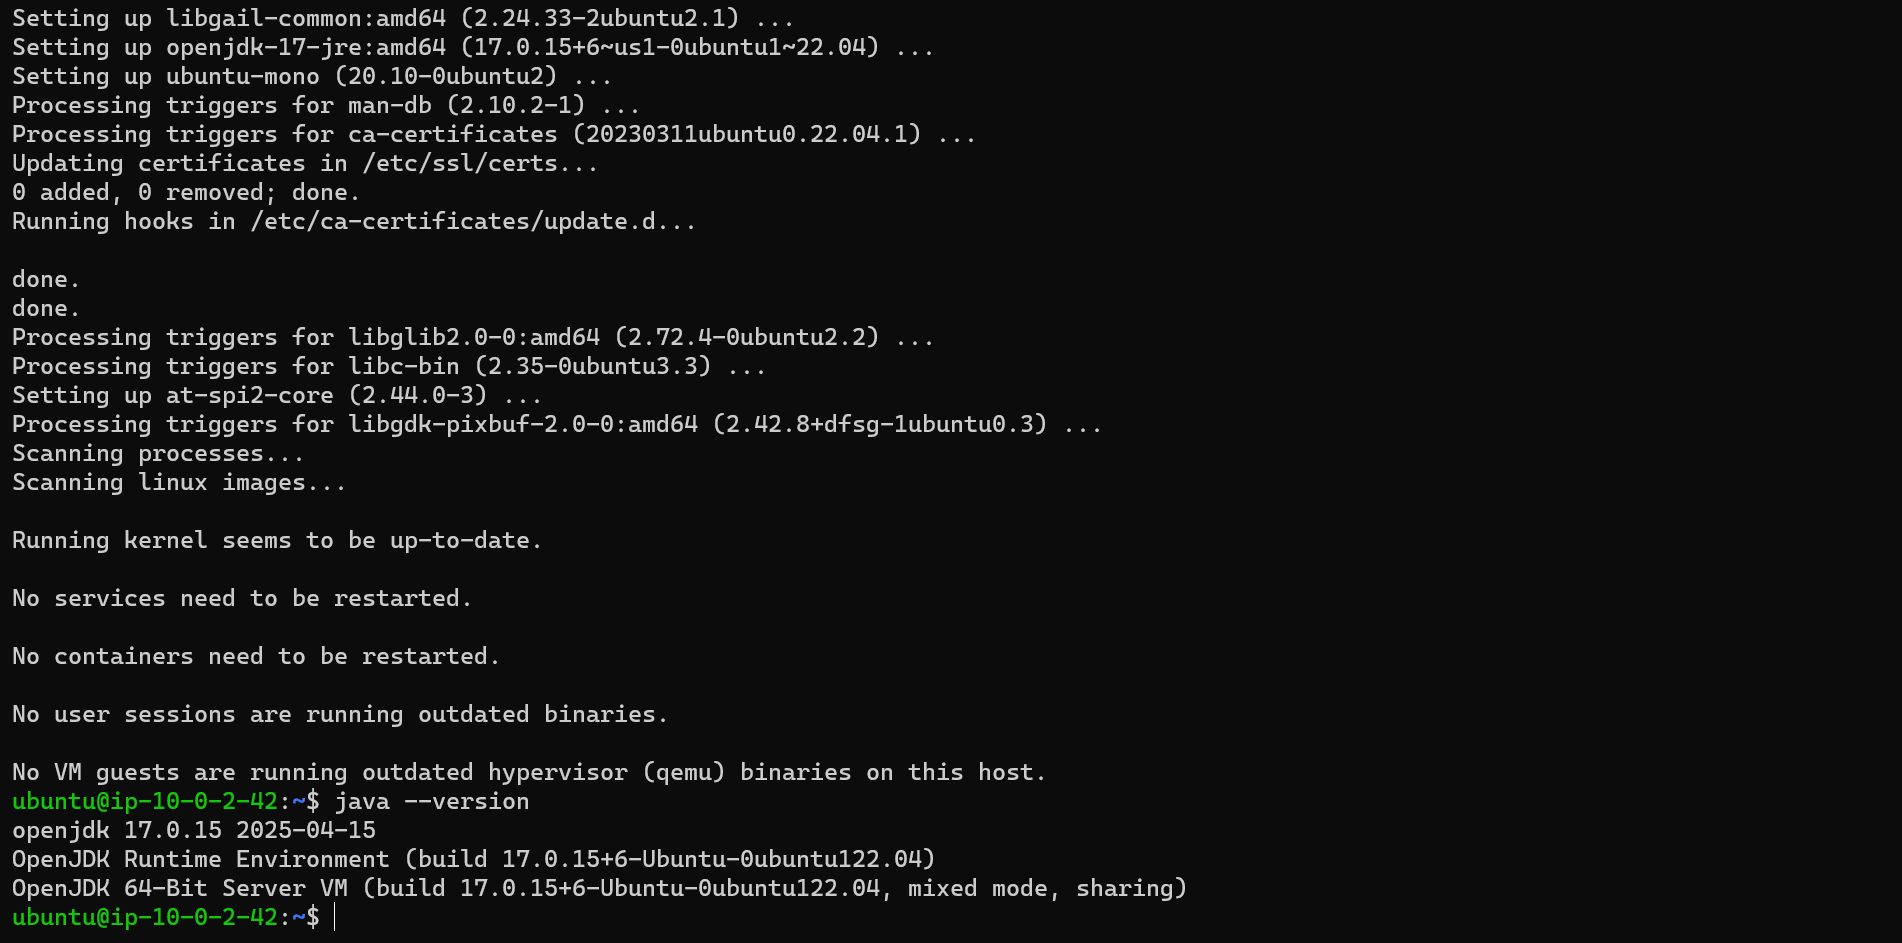 Setting up libgail-common:amd64 (2.24.33-2ubuntu2.1) ...
Setting up openjdk-17-jre:amd64 (17.0.15+6~us1-0ubuntu1~22.04) ...
Setting up ubuntu-mono (20.10-0ubuntu2) ...
Processing triggers for man-db (2.10.2-1) ...
Processing triggers for ca-certificates (20230311ubuntu0.22.04.1) ...
Updating certificates in /etc/ssl/certs...
0 added, 0 removed; done.
Running hooks in /etc/ca-certificates/update.d...

done.
done.
Processing triggers for libglib2.0-0:amd64 (2.72.4-0ubuntu2.2) ...
Processing triggers for libc-bin (2.35-0ubuntu3.3) ...
Setting up at-spi2-core (2.44.0-3) ...
Processing triggers for libgdk-pixbuf-2.0-0:amd64 (2.42.8+dfsg-1ubuntu0.3) ...
Scanning processes...
Scanning linux images...

Running kernel seems to be up-to-date.

No services need to be restarted.

No containers need to be restarted.

No user sessions are running outdated binaries.

No VM guests are running outdated hypervisor (qemu) binaries on this host.
ubuntu@ip-10-0-2-42:~$ java --version
openjdk 17.0.15 2025-04-15
OpenJDK Runtime Environment (build 17.0.15+6-Ubuntu-0ubuntu122.04)
OpenJDK 64-Bit Server VM (build 17.0.15+6-Ubuntu-0ubuntu122.04, mixed mode, sharing)
ubuntu@ip-10-0-2-42:~$